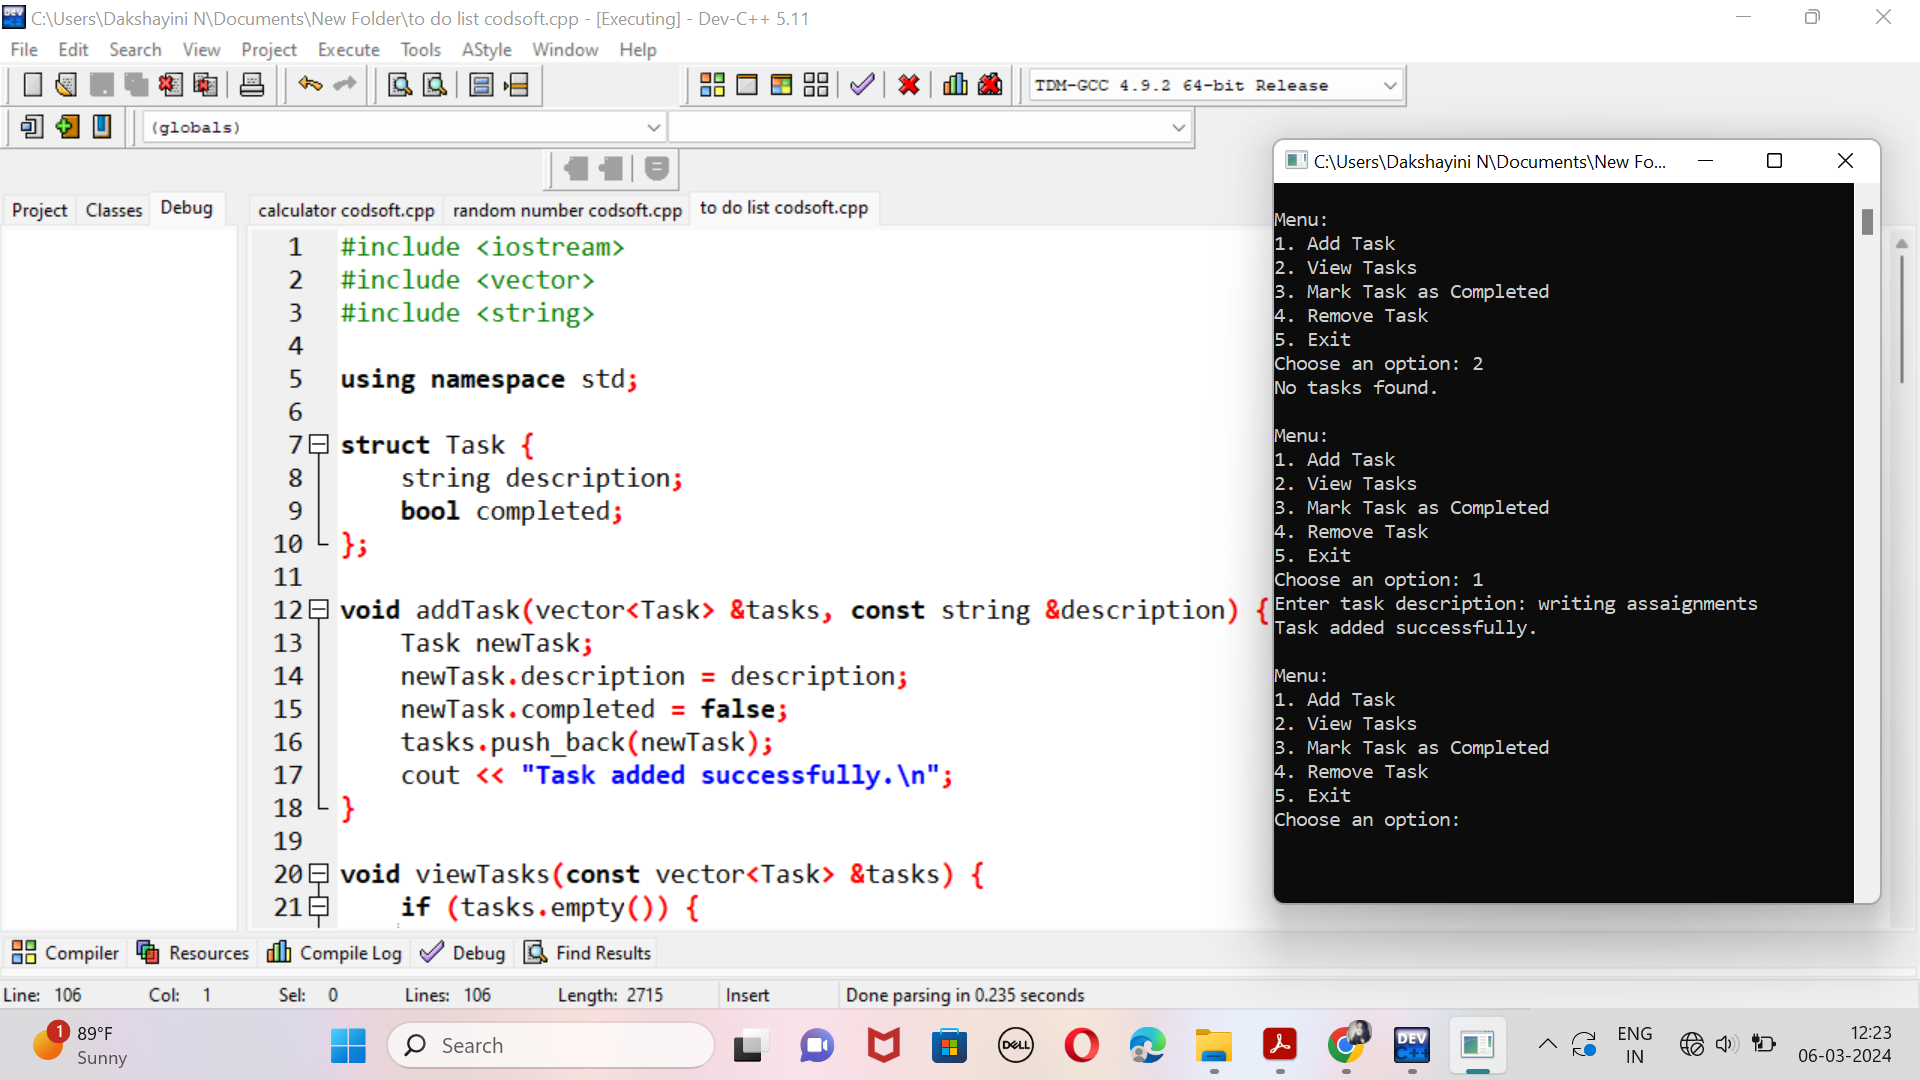 C:\Users\Dakshayini N\Documents\New Folder\to do list codsoft.cpp - [Executing] - Dev-C++ 5.11
File Edit Search View Project Execute Tools AStyle Window Help
TDM-GCC 4.9.2 64-bit Release
(globals)
Project Classes Debug
calculator codsoft.cpp random number codsoft.cpp to do list codsoft.cpp
1 #include <iostream>
2 #include <vector>
3 #include <string>
4
5 using namespace std;
6
7 struct Task {
8 string description;
9 bool completed;
10 };
11
12 void addTask(vector<Task> &tasks, const string &description) {
13 Task newTask;
14 newTask.description = description;
15 newTask.completed = false;
16 tasks.push_back(newTask);
17 cout << "Task added successfully.\n";
18 }
19
20 void viewTasks(const vector<Task> &tasks) {
21 if (tasks.empty()) {
C:\Users\Dakshayini N\Documents\New Fo...
Menu:
1. Add Task
2. View Tasks
3. Mark Task as Completed
4. Remove Task
5. Exit
Choose an option: 2
No tasks found.
Menu:
1. Add Task
2. View Tasks
3. Mark Task as Completed
4. Remove Task
5. Exit
Choose an option: 1
Enter task description: writing assaignments
Task added successfully.
Menu:
1. Add Task
2. View Tasks
3. Mark Task as Completed
4. Remove Task
5. Exit
Choose an option:
Compiler Resources Compile Log Debug Find Results
Line: 106 Col: 1 Sel: 0 Lines: 106 Length: 2715 Insert Done parsing in 0.235 seconds
1
89°F
Sunny
Search
DELL
DEV
C++
ENG
IN
12:23
06-03-2024